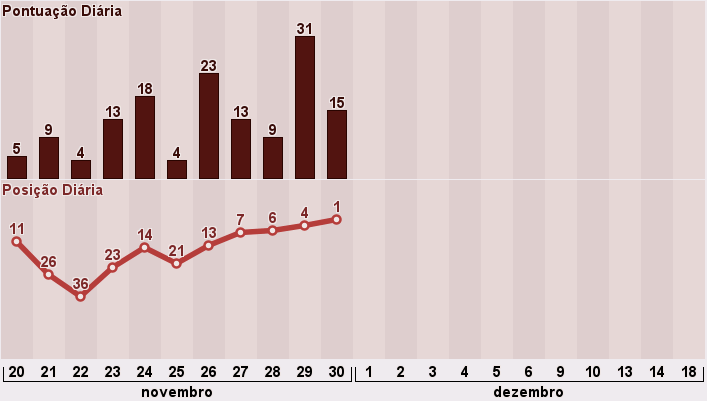 Pontuação Diária
5 9 4 13 18 4 23 13 9 31 15
Posição Diária
11 26 36 23 14 21 13 7 6 4 1
20 21 22 23 24 25 26 27 28 29 30 1 2 3 4 5 6 9 10 13 14 18
novembro dezembro